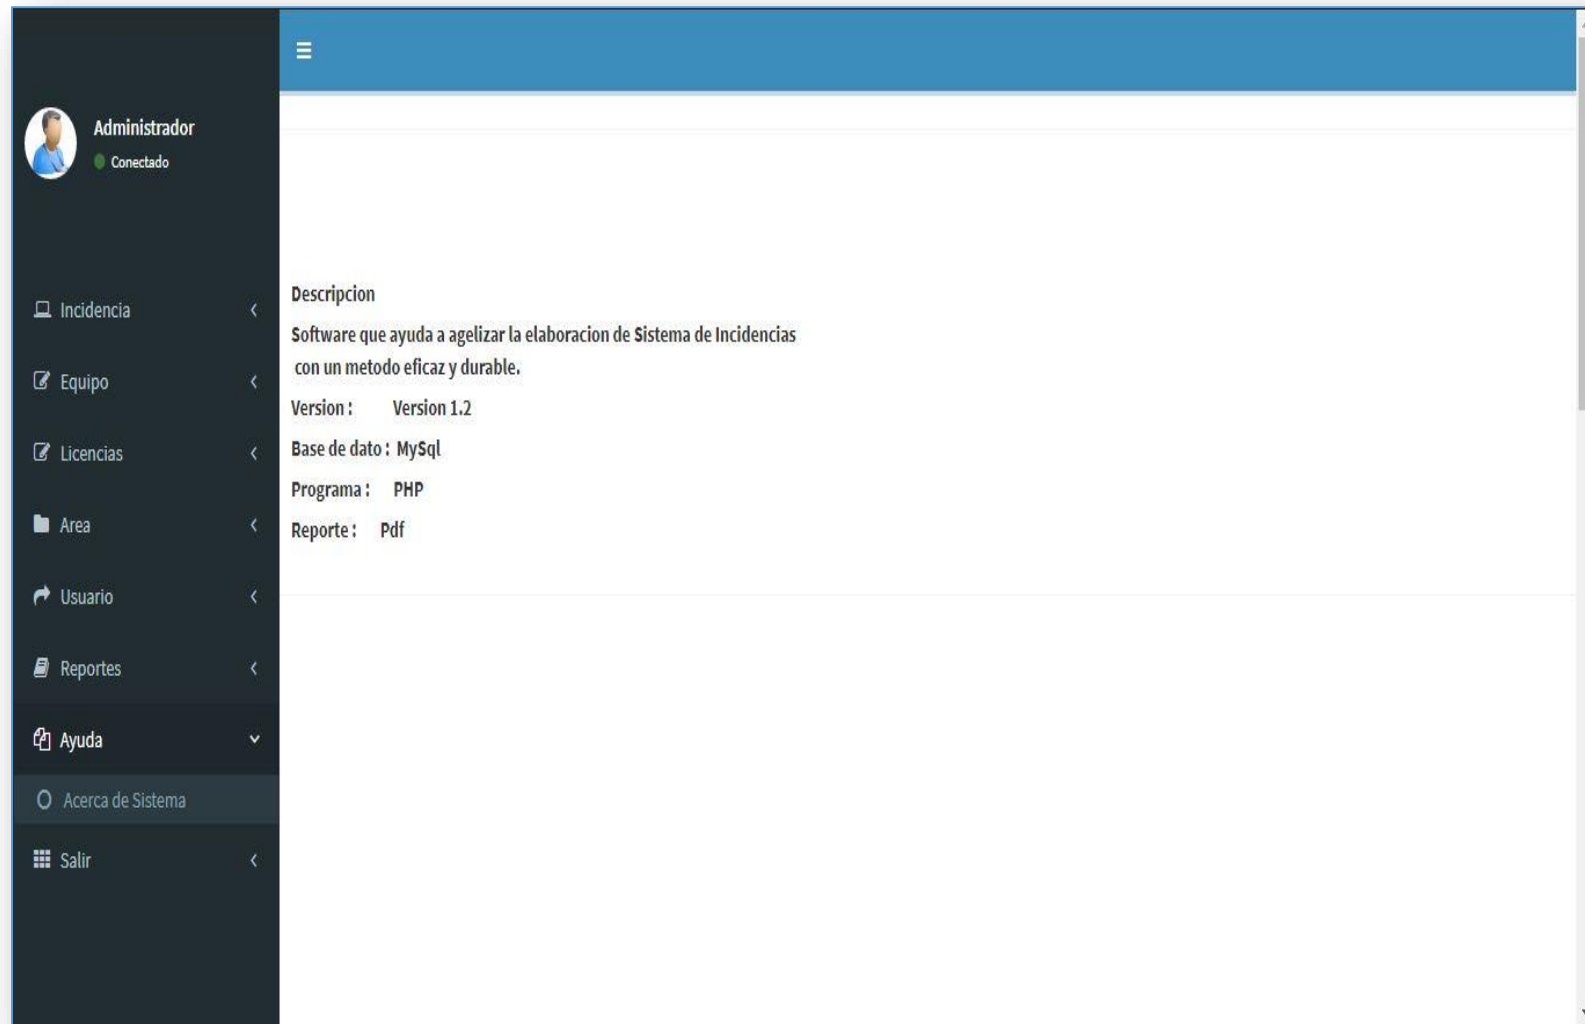 Administrador
Conectado
Incidencia
Equipo
Licencias
Area
Usuario
Reportes
Ayuda
Acerca de Sistema
Salir
Descripcion
Software que ayuda a agelizar la elaboracion de Sistema de Incidencias
con un metodo eficaz y durable.
Version : Version 1.2
Base de dato : MySql
Programa : PHP
Reporte : Pdf